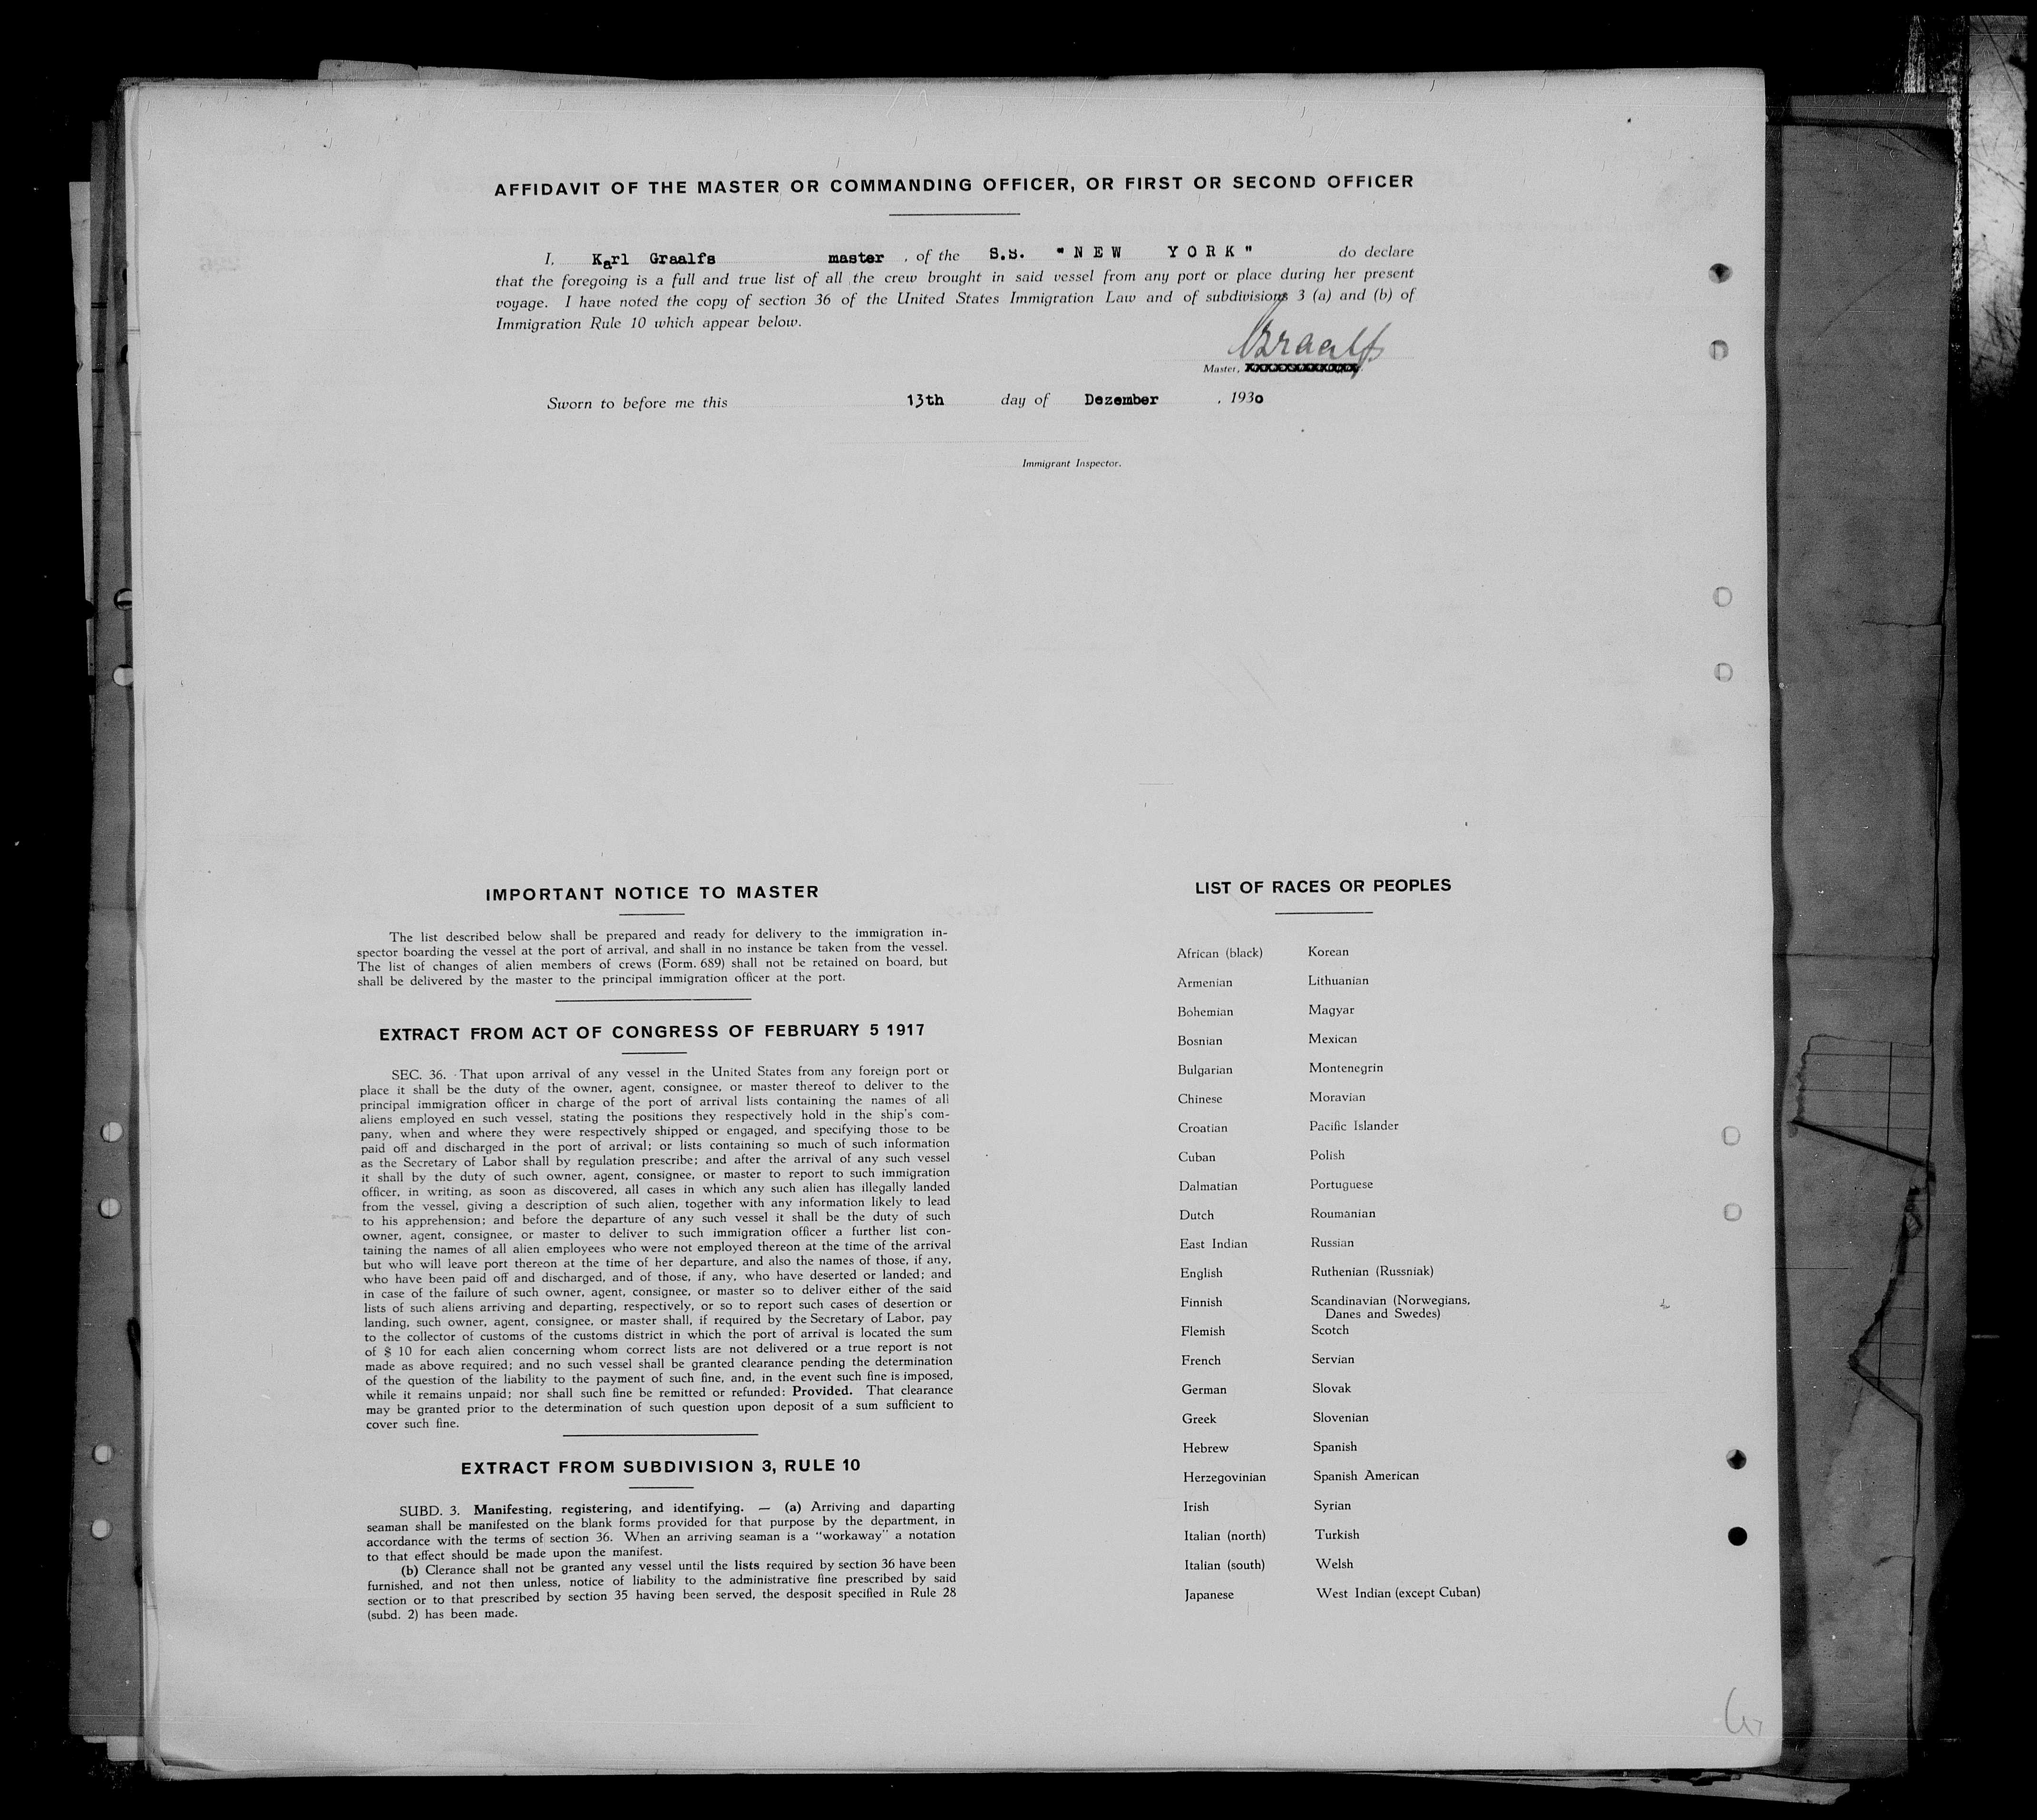 AFFIDAVIT OF THE MASTER OR COMMANDING OFFICER, OR FIRST OR SECOND OFFICER
I, Karl Graalfs master, of the S.S. "NEW YORK" do declare
that the foregoing is a full and true list of all the crew brought in said vessel from any port or place during her present
voyage. I have noted the copy of section 36 of the United States Immigration Law and of subdivisions 3 (a) and (b) of
Immigration Rule 10 which appear below.
Graalfs
Master, XXXXXXXXXXXXX
Sworn to before me this 13th day of Dezember, 1930
Immigrant Inspector.
IMPORTANT NOTICE TO MASTER
The list described below shall be prepared and ready for delivery to the immigration in-
spector boarding the vessel at the port of arrival, and shall in no instance be taken from the vessel.
The list of changes of alien members of crews (Form. 689) shall not be retained on board, but
shall be delivered by the master to the principal immigration officer at the port.
EXTRACT FROM ACT OF CONGRESS OF FEBRUARY 5 1917
SEC. 36. That upon arrival of any vessel in the United States from any foreign port or
place it shall be the duty of the owner, agent, consignee, or master thereof to deliver to the
principal immigration officer in charge of the port of arrival lists containing the names of all
aliens employed en such vessel, stating the positions they respectively hold in the ship's com-
pany, when and where they were respectively shipped or engaged, and specifying those to be
paid off and discharged in the port of arrival; or lists containing so much of such information
as the Secretary of Labor shall by regulation prescribe; and after the arrival of any such vessel
it shall by the duty of such owner, agent, consignee, or master to report to such immigration
officer, in writing, as soon as discovered, all cases in which any such alien has illegally landed
from the vessel, giving a description of such alien, together with any information likely to lead
to his apprehension; and before the departure of any such vessel it shall be the duty of such
owner, agent, consignee, or master to deliver to such immigration officer a further list con-
taining the names of all alien employees who were not employed thereon at the time of the arrival
but who will leave port thereon at the time of her departure, and also the names of those, if any,
who have been paid off and discharged, and of those, if any, who have deserted or landed; and
in case of the failure of such owner, agent, consignee, or master so to deliver either of the said
lists of such aliens arriving and departing, respectively, or so to report such cases of desertion or
landing, such owner, agent, consignee, or master shall, if required by the Secretary of Labor, pay
to the collector of customs of the customs district in which the port of arrival is located the sum
of $ 10 for each alien concerning whom correct lists are not delivered or a true report is not
made as above required; and no such vessel shall be granted clearance pending the determination
of the question of the liability to the payment of such fine, and, in the event such fine is imposed,
while it remains unpaid; nor shall such fine be remitted or refunded: Provided. That clearance
may be granted prior to the determination of such question upon deposit of a sum sufficient to
cover such fine.
EXTRACT FROM SUBDIVISION 3, RULE 10
SUBD. 3. Manifesting, registering, and identifying. — (a) Arriving and daparting
seaman shall be manifested on the blank forms provided for that purpose by the department, in
accordance with the terms of section 36. When an arriving seaman is a "workaway" a notation
to that effect should be made upon the manifest.
(b) Clerance shall not be granted any vessel until the lists required by section 36 have been
furnished, and not then unless, notice of liability to the administrative fine prescribed by said
section or to that prescribed by section 35 having been served, the desposit specified in Rule 28
(subd. 2) has been made.
LIST OF RACES OR PEOPLES
African (black) Korean
Armenian Lithuanian
Bohemian Magyar
Bosnian Mexican
Bulgarian Montenegrin
Chinese Moravian
Croatian Pacific Islander
Cuban Polish
Dalmatian Portuguese
Dutch Roumanian
East Indian Russian
English Ruthenian (Russniak)
Finnish Scandinavian (Norwegians,
Danes and Swedes)
Flemish Scotch
French Servian
German Slovak
Greek Slovenian
Hebrew Spanish
Herzegovinian Spanish American
Irish Syrian
Italian (north) Turkish
Italian (south) Welsh
Japanese West Indian (except Cuban)